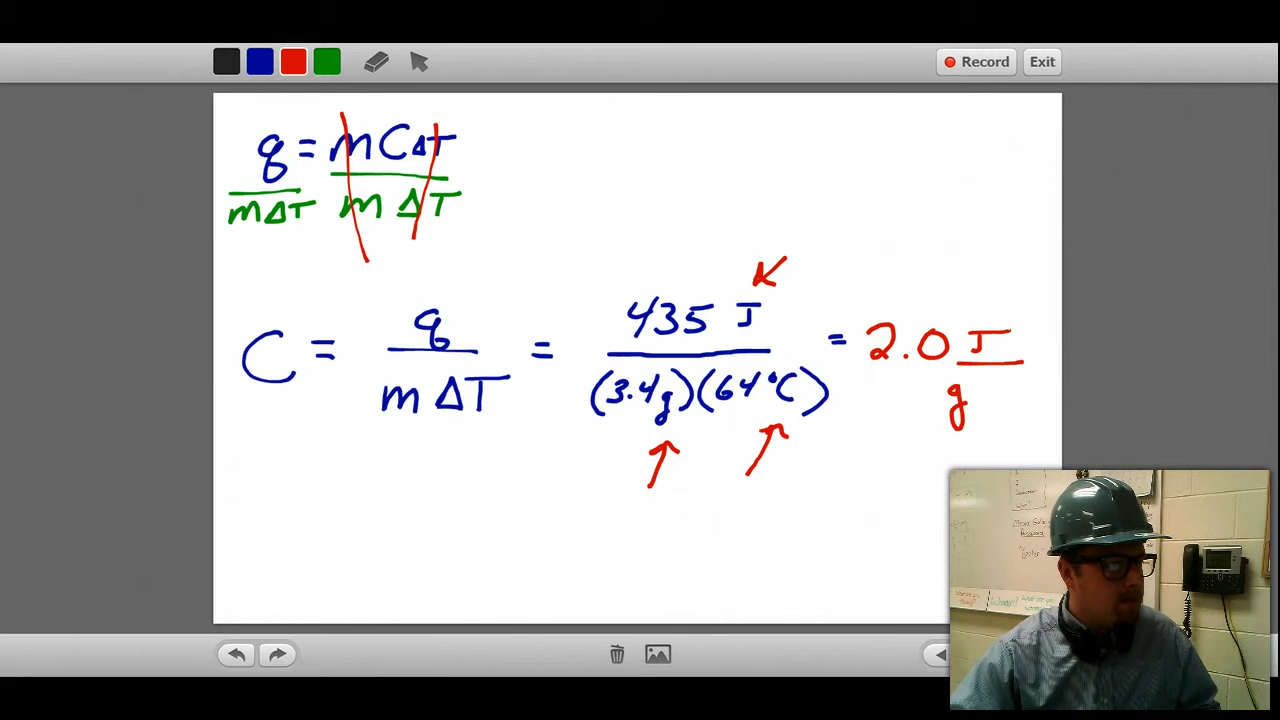 Record Exit
q = mCΔT
mΔT mΔT
C = q / mΔT = 435 J / (3.4g)(64°C) = 2.0 J / g